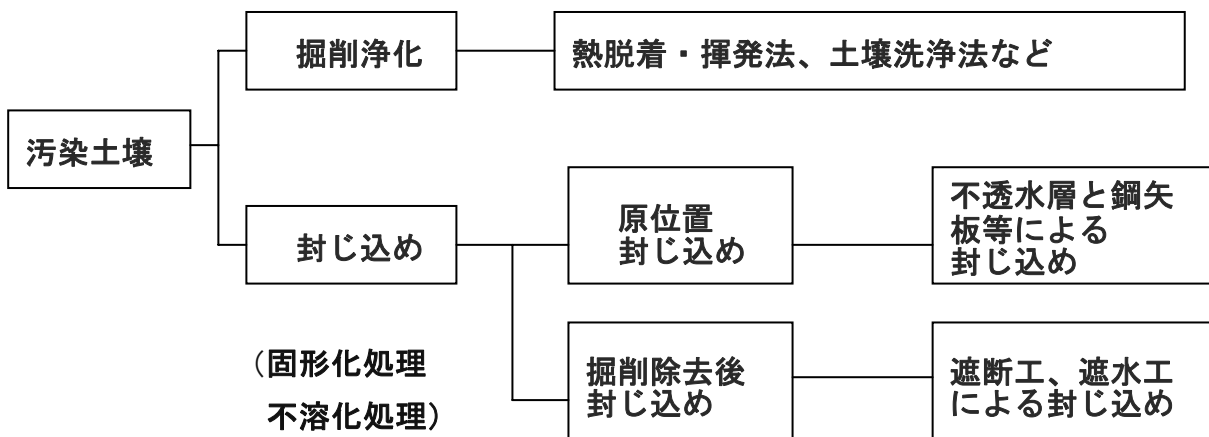 掘削浄化
熱脱着・揮発法、土壌洗浄法など
汚染土壌
封じ込め
原位置
封じ込め
不透水層と鋼矢
板等による
封じ込め
（固形化処理
不溶化処理）
掘削除去後
封じ込め
遮断工、遮水工
による封じ込め